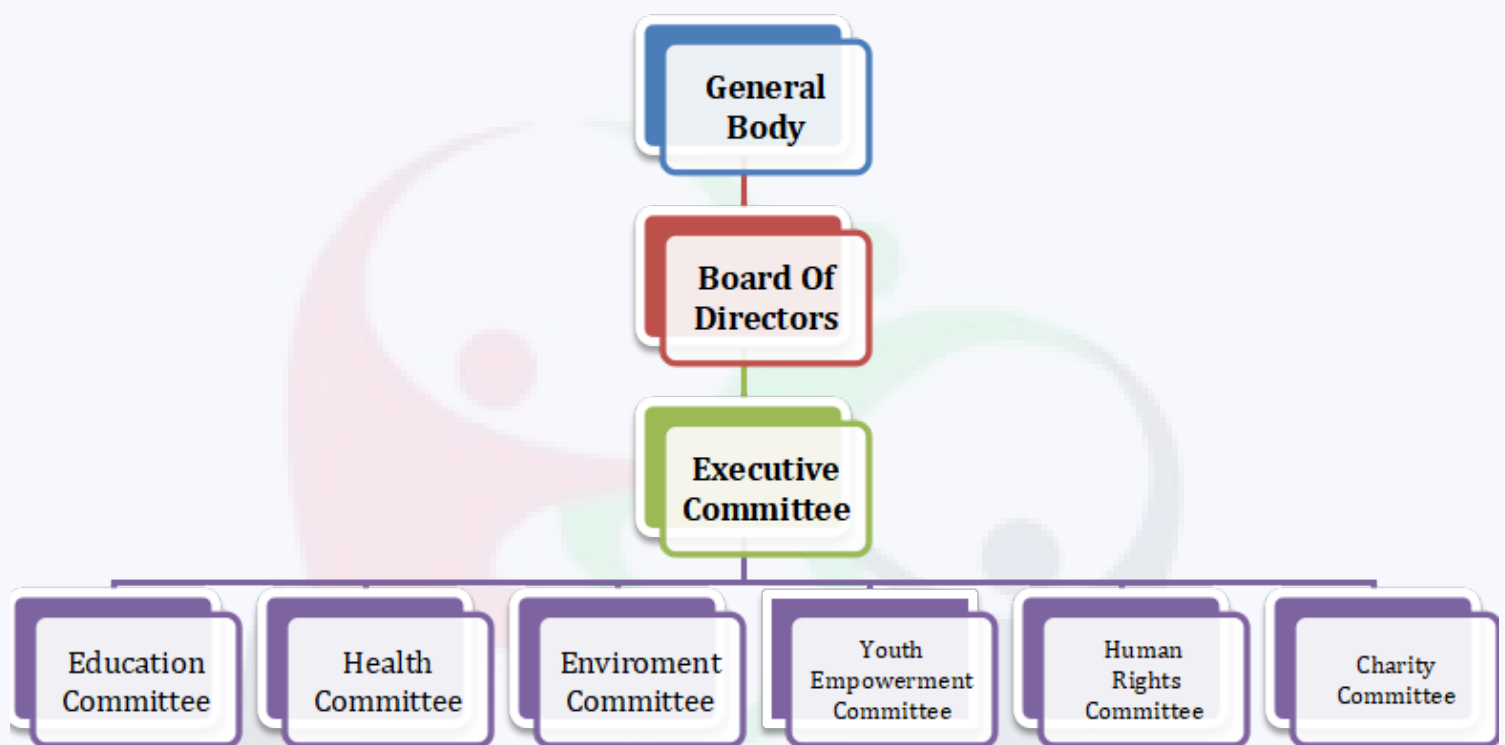 General
Body
Board Of
Directors
Executive
Committee
Education
Committee
Health
Committee
Enviroment
Committee
Youth
Empowerment
Committee
Human
Rights
Committee
Charity
Committee